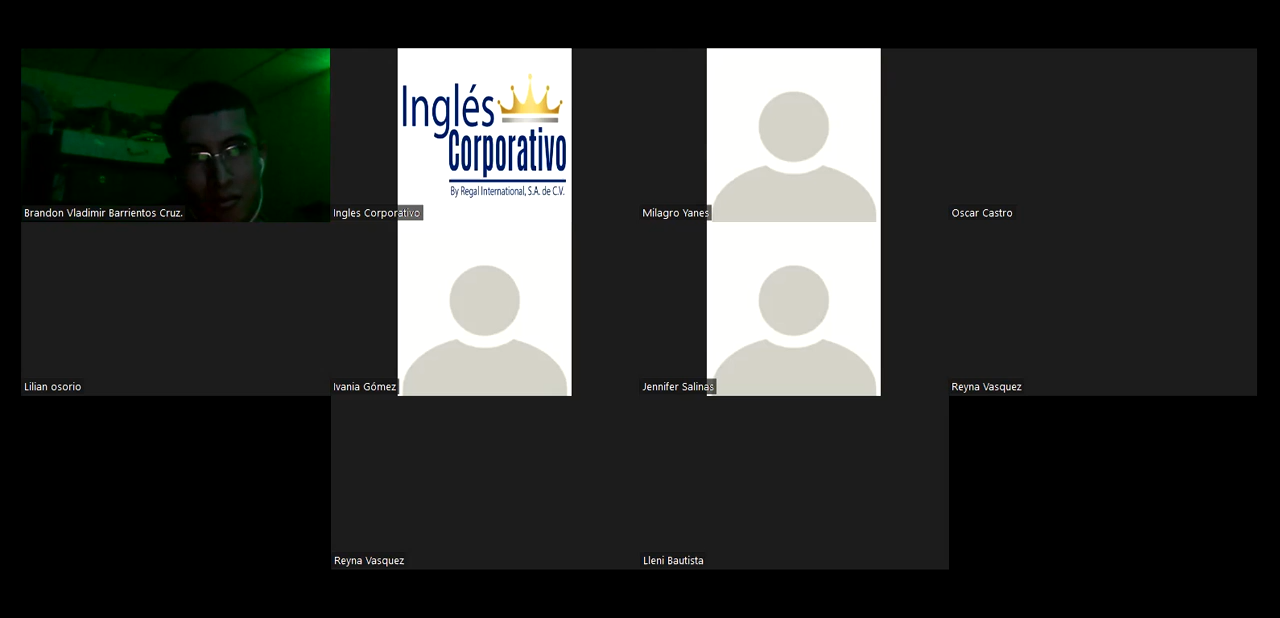 Inglés
Corporativo
By Regal International, S.A. de C.V.
Brandon Vladimir Barrientos Cruz.
Ingles Corporativo
Milagro Yanes
Oscar Castro
Lilian osorio
Ivania Gómez
Jennifer Salinas
Reyna Vasquez
Reyna Vasquez
Lleni Bautista